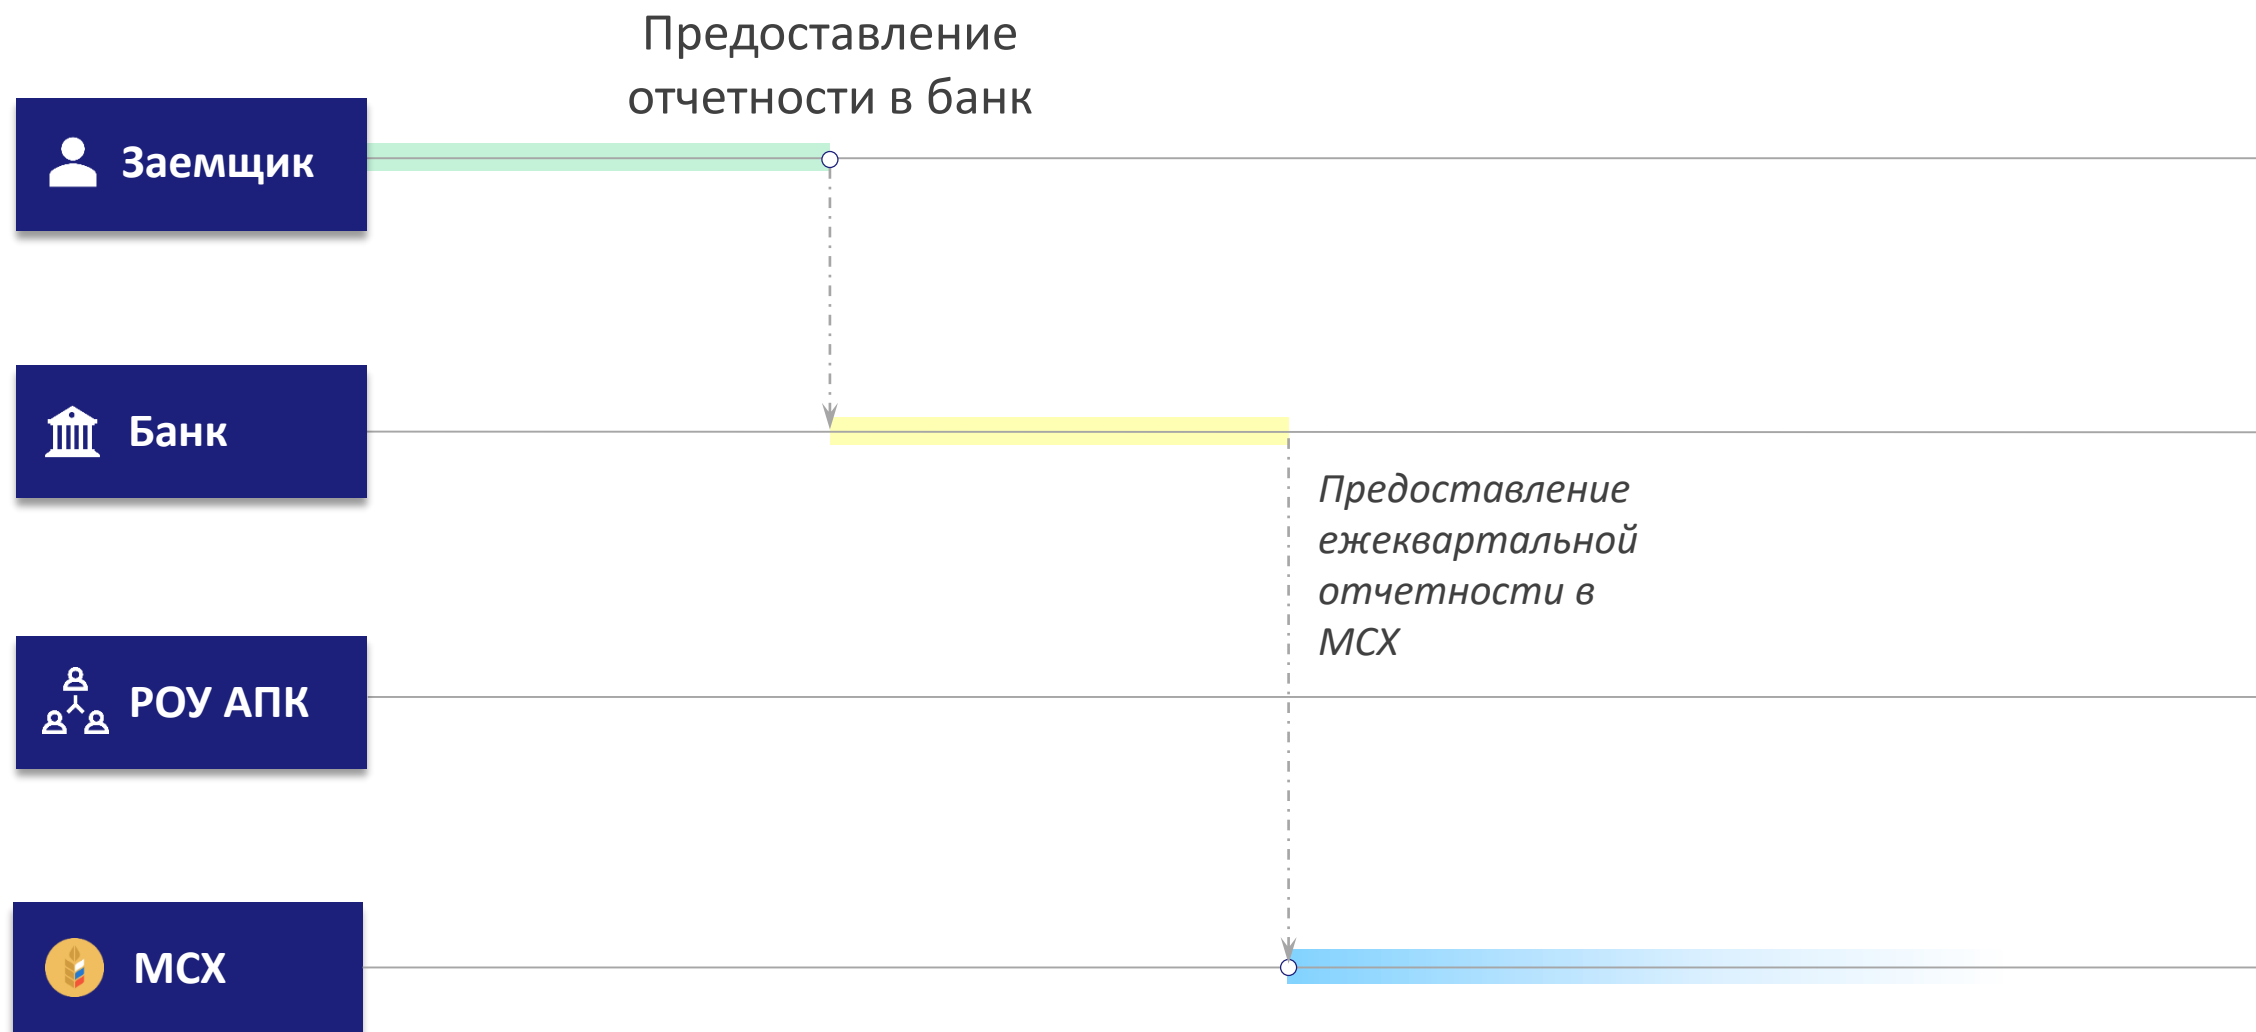 Предоставление
отчетности в банк
Заемщик
Банк
Предоставление
ежеквартальной
отчетности в
МСХ
РОУ АПК
МСХ